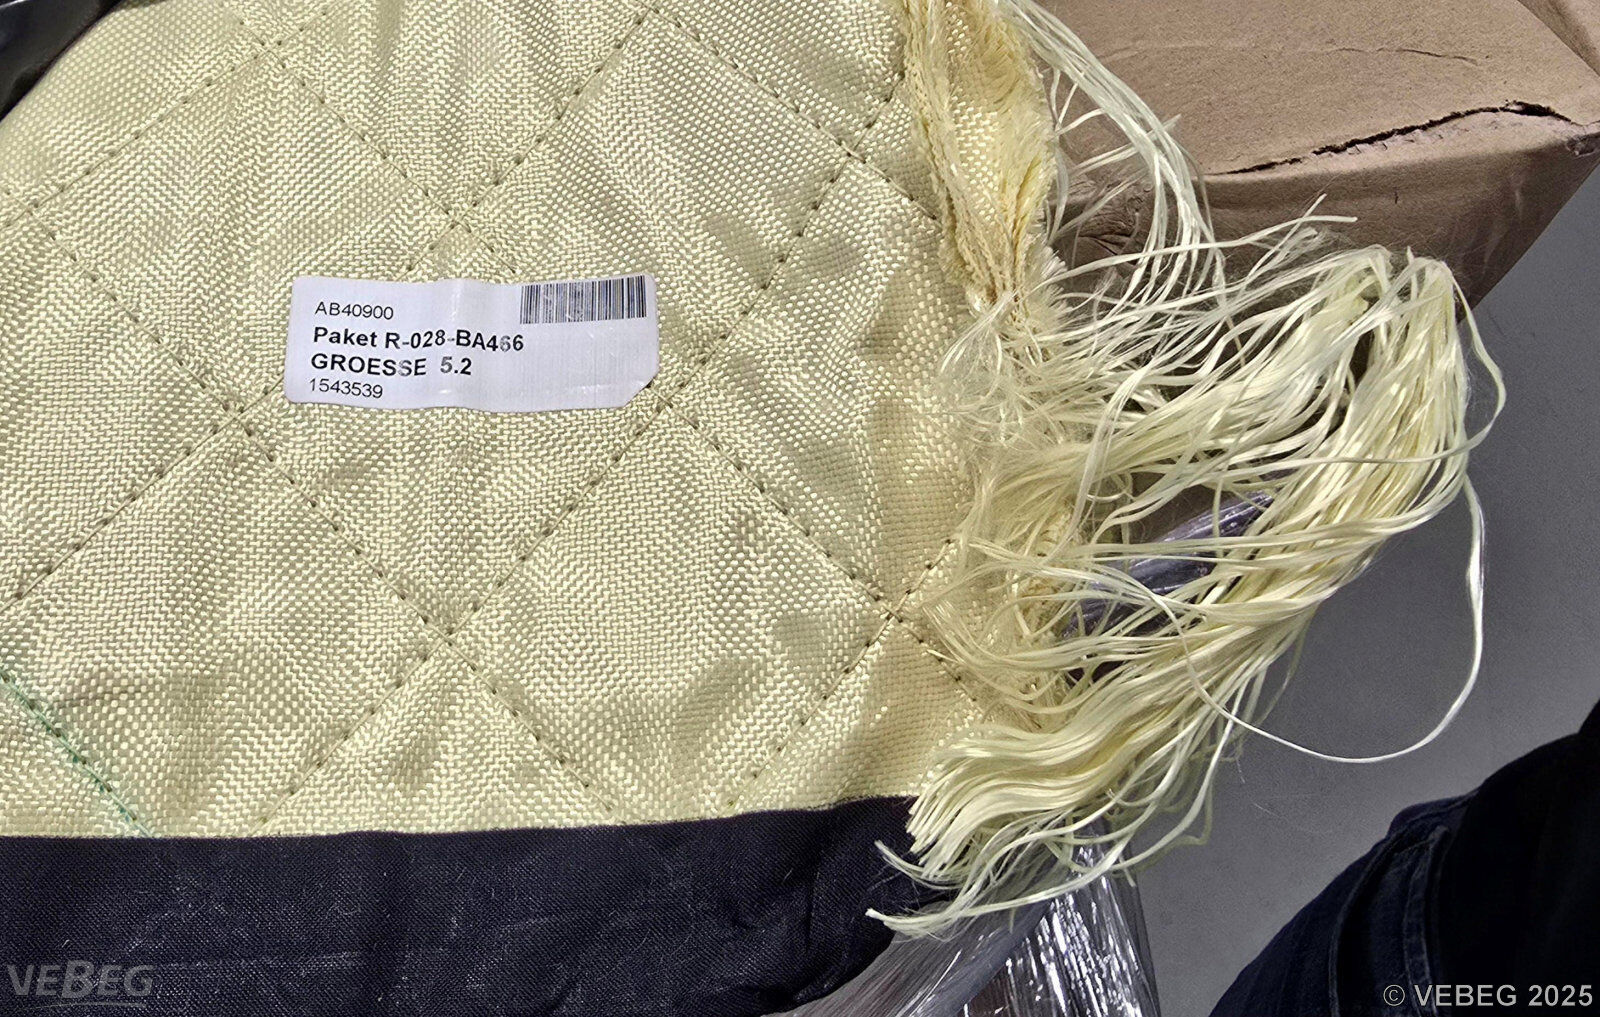 AB40900
Paket R-028-BA466
GROESSE 5.2
1543539
VEBEG
© VEBEG 2025